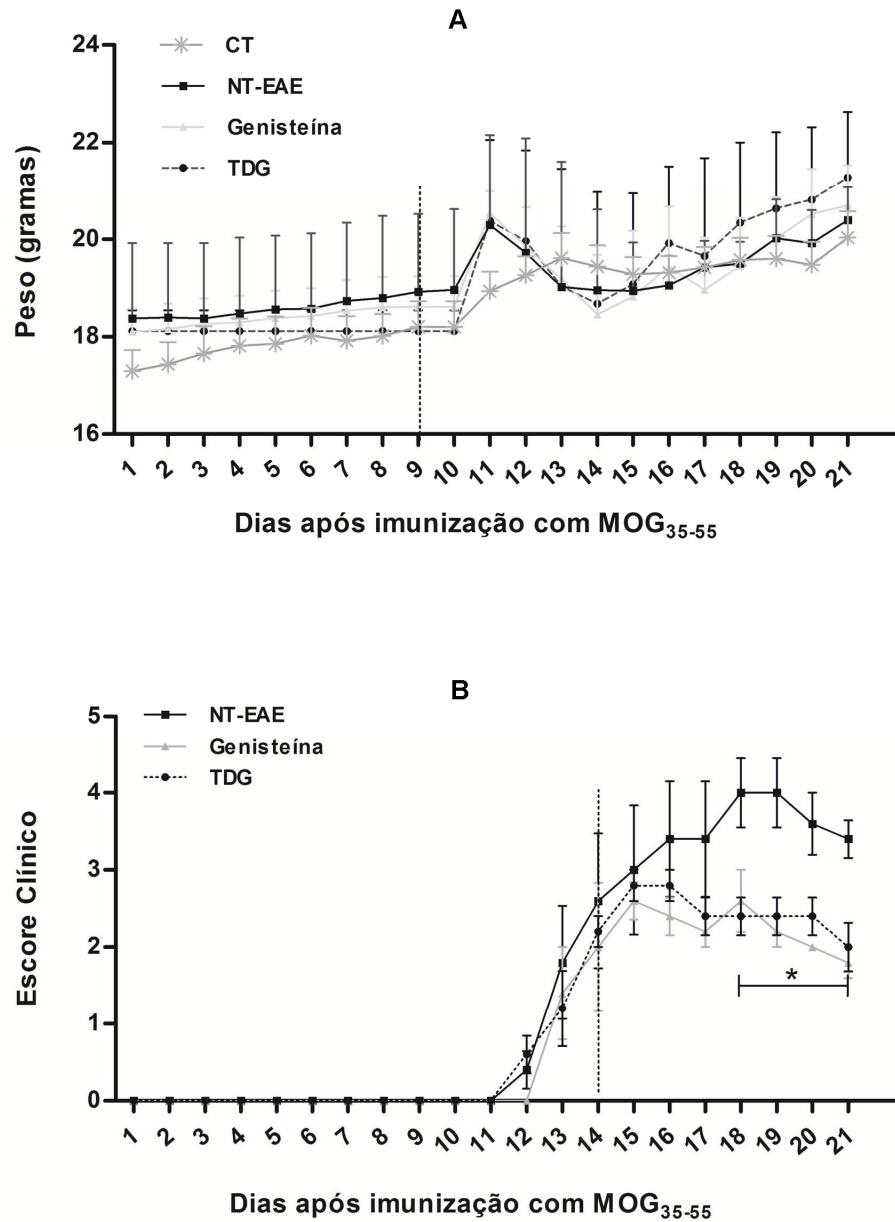 A
CT
NT-EAE
Genisteína
TDG
Peso (gramas)
24
22
20
18
16
1 2 3 4 5 6 7 8 9 10 11 12 13 14 15 16 17 18 19 20 21
Dias após imunização com MOG35-55
B
NT-EAE
Genisteína
TDG
Escore Clínico
5
4
3
2
1
0
*
1 2 3 4 5 6 7 8 9 10 11 12 13 14 15 16 17 18 19 20 21
Dias após imunização com MOG35-55